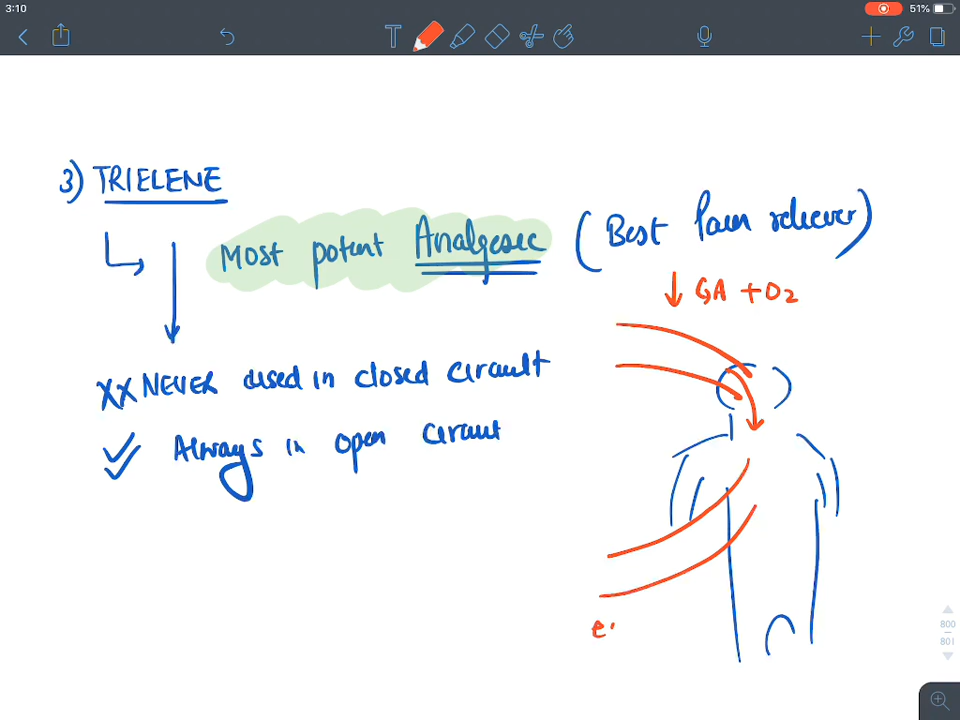 3:10
51%
T
3) TRIELENE
Most potent Analgesic (Best Pain reliever)
↓ GA + O2
XX NEVER used in closed circuit
✓✓ Always in open circuit
e.
800
801